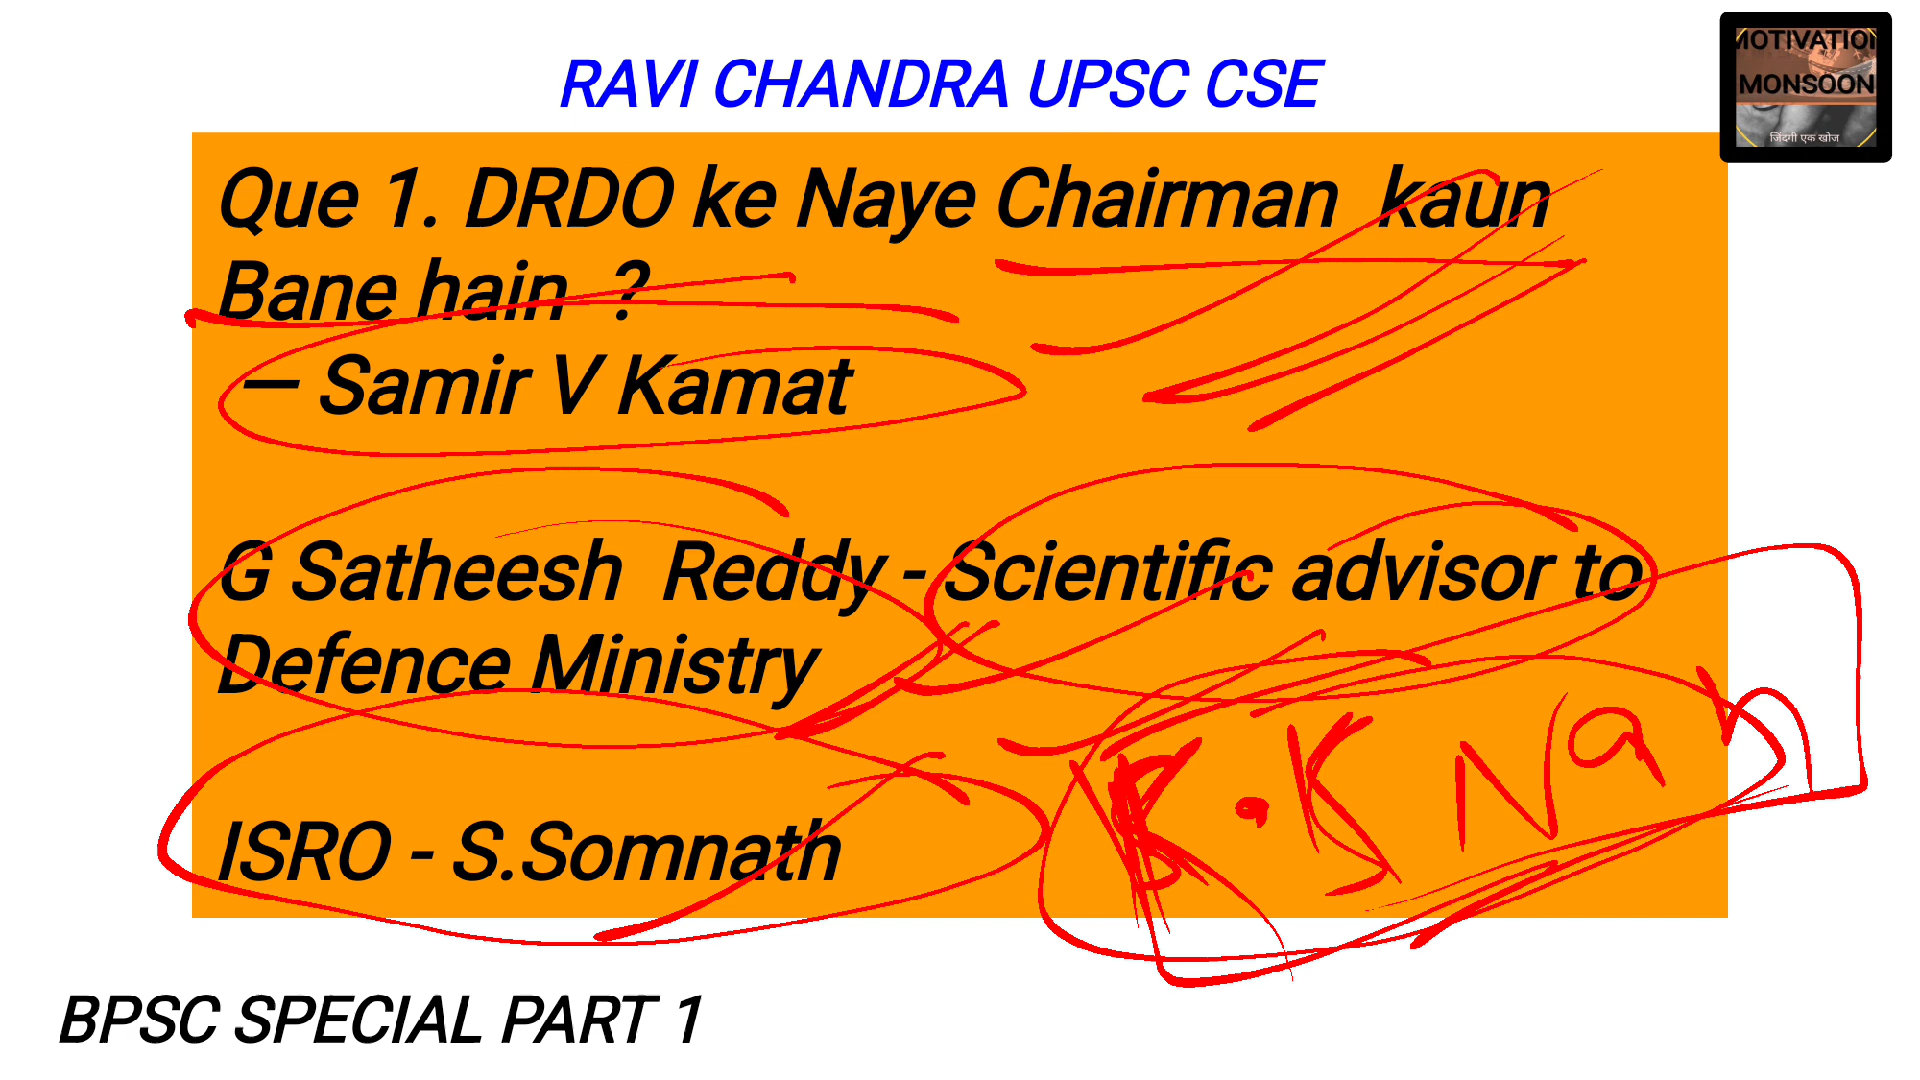 RAVI CHANDRA UPSC CSE
MOTIVATION
MONSOON
जिंदगी एक खोज
Que 1. DRDO ke Naye Chairman kaun
Bane hain ?
— Samir V Kamat
G Satheesh Reddy - Scientific advisor to
Defence Ministry
K.K Na
ISRO - S.Somnath
BPSC SPECIAL PART 1